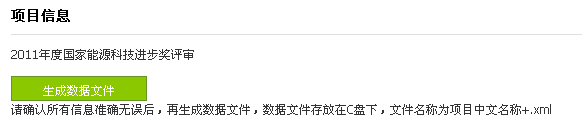 项目信息
2011年度国家能源科技进步奖评审
生成数据文件
请确认所有信息准确无误后，再生成数据文件，数据文件存放在C盘下，文件名称为项目中文名称+.xml